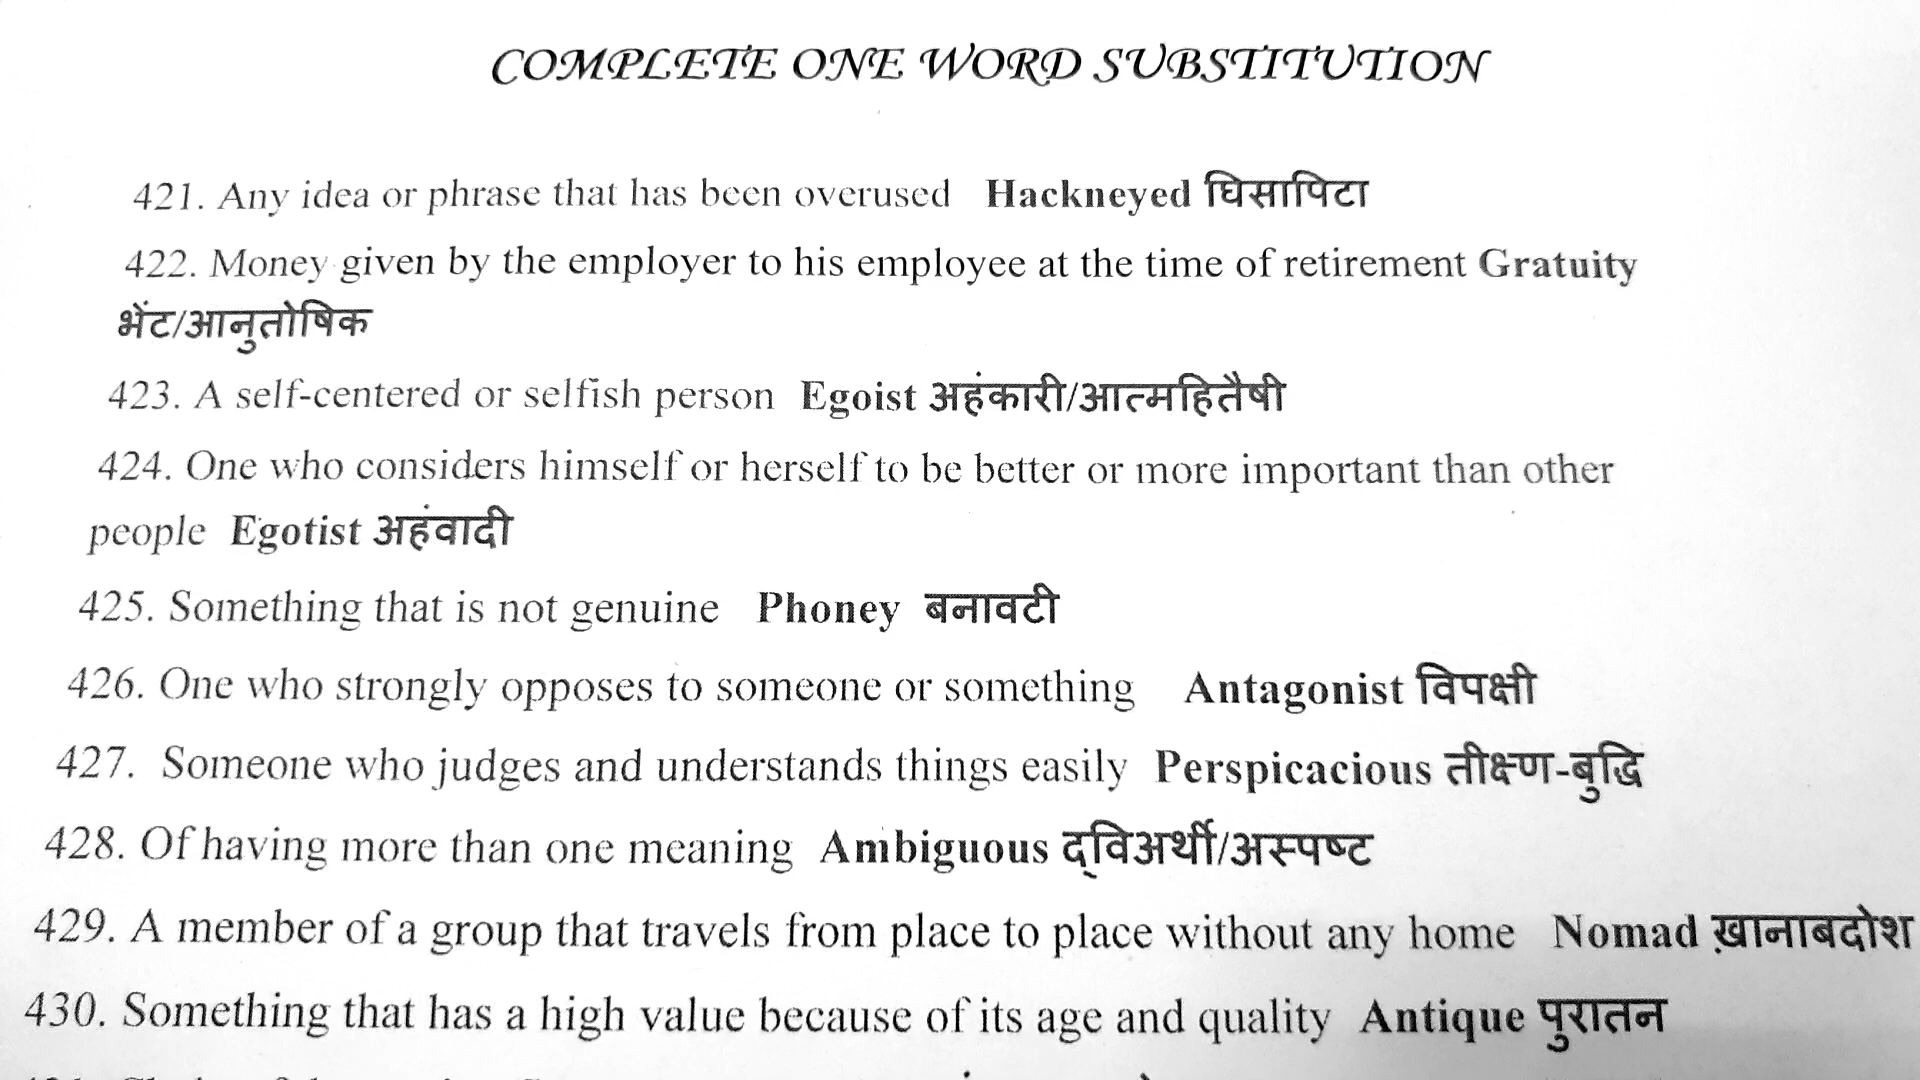 COMPLETE ONE WORD SUBSTITUTION
421. Any idea or phrase that has been overused Hackneyed घिसापिटा
422. Money given by the employer to his employee at the time of retirement Gratuity
भेंट/आनुतोषिक
423. A self-centered or selfish person Egoist अहंकारी/आत्महितैषी
424. One who considers himself or herself to be better or more important than other
people Egotist अहंवादी
425. Something that is not genuine Phoney बनावटी
426. One who strongly opposes to someone or something Antagonist विपक्षी
427. Someone who judges and understands things easily Perspicacious तीक्ष्ण-बुद्धि
428. Of having more than one meaning Ambiguous द्विअर्थी/अस्पष्ट
429. A member of a group that travels from place to place without any home Nomad ख़ानाबदोश
430. Something that has a high value because of its age and quality Antique पुरातन